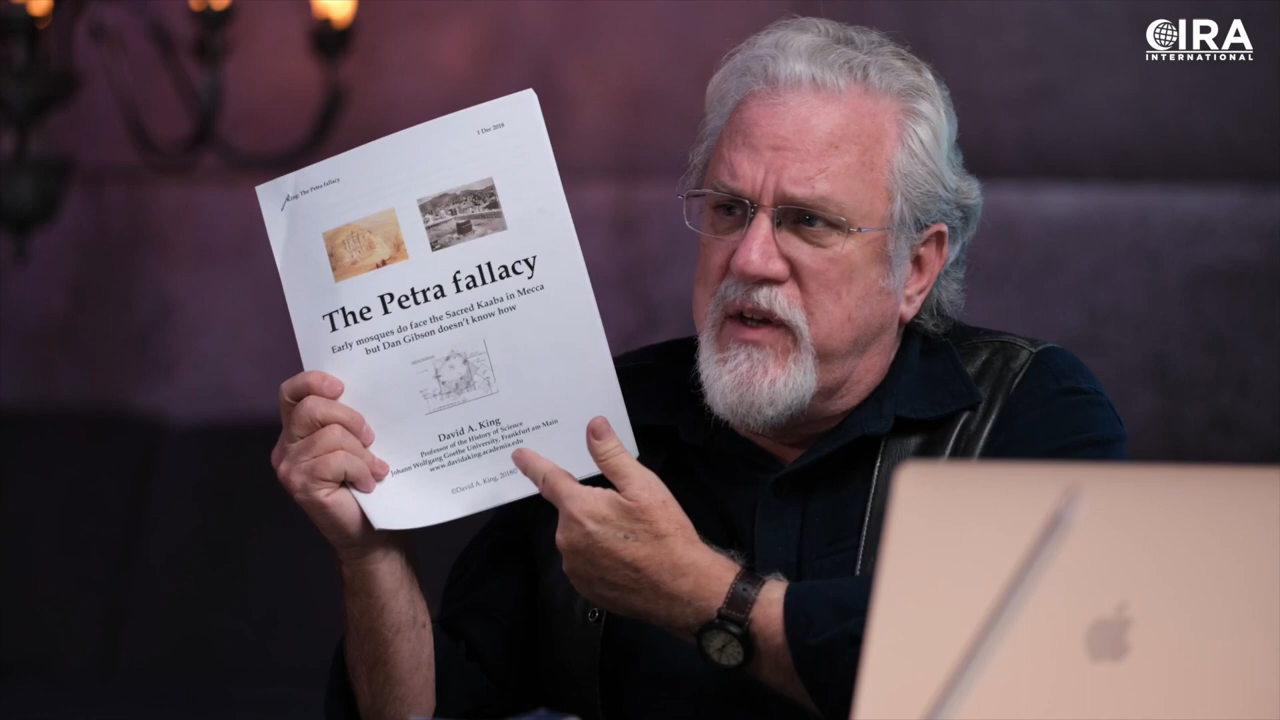 CIRA
INTERNATIONAL
1 Dec 2018
King: The Petra fallacy
The Petra fallacy
Early mosques do face the Sacred Kaaba in Mecca
but Dan Gibson doesn't know how
David A. King
Professor of the History of Science
Johann Wolfgang Goethe University, Frankfurt am Main
www.davidaking.academia.edu
©David A. King, 2018